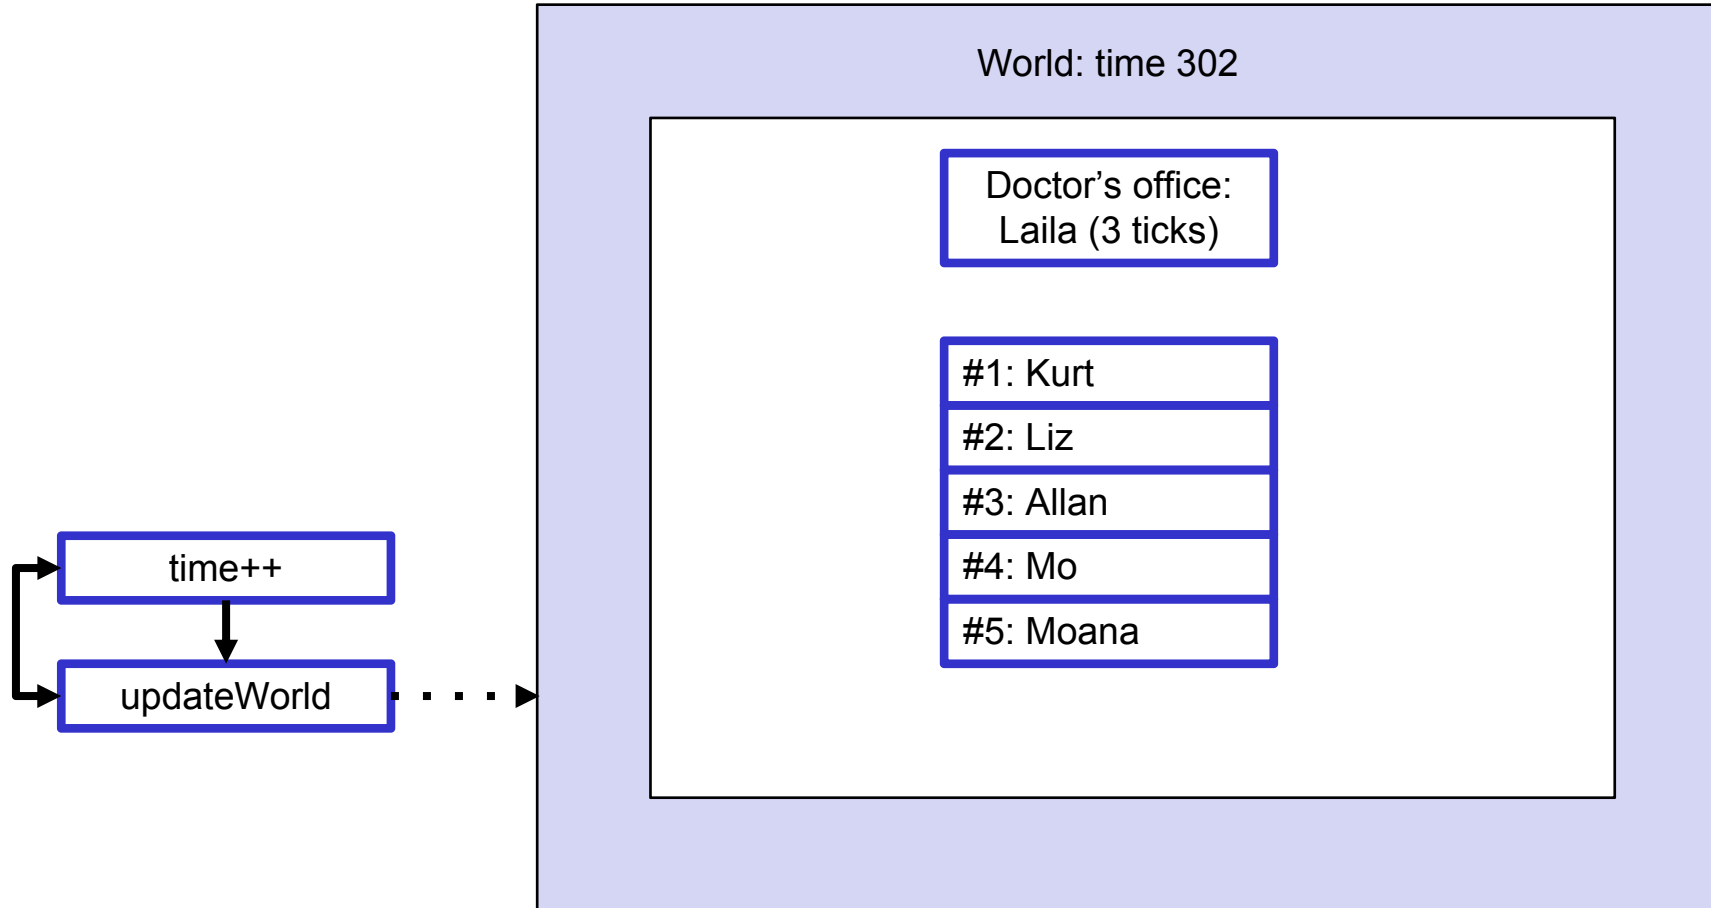 World: time 302
Doctor’s office:
Laila (3 ticks)
#1: Kurt
#2: Liz
#3: Allan
#4: Mo
#5: Moana
time++
updateWorld